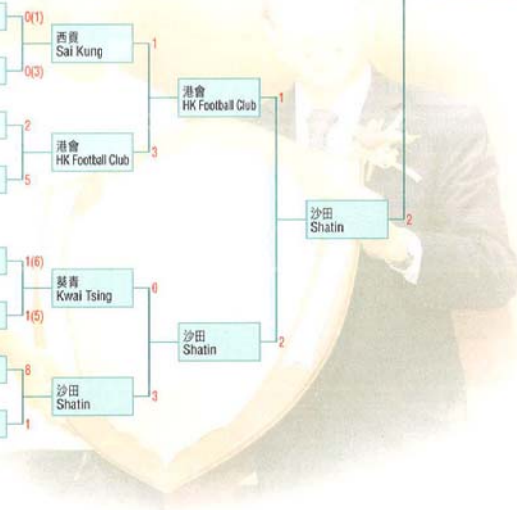 0(1)
西貢
Sai Kung
1
0(3)
港會
HK Football Club
1
2
港會
HK Football Club
3
5
沙田
Shatin
2
1(6)
葵青
Kwai Tsing
6
1(5)
沙田
Shatin
2
6
沙田
Shatin
3
1